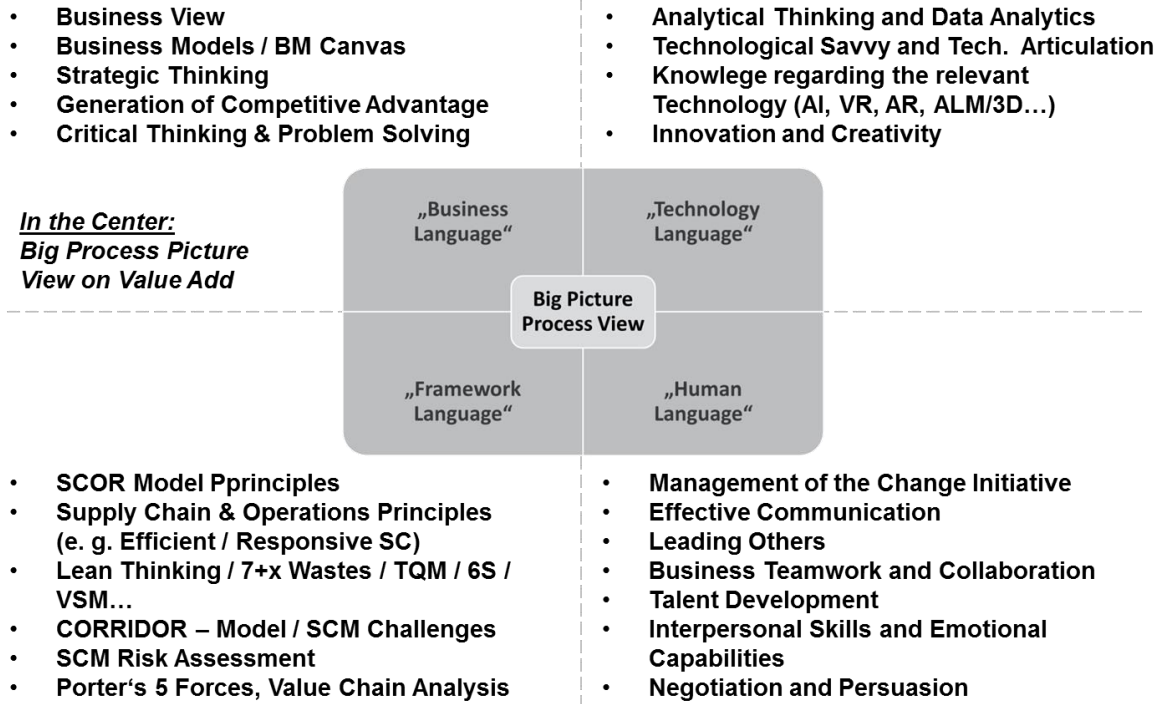 • Business View
• Business Models / BM Canvas
• Strategic Thinking
• Generation of Competitive Advantage
• Critical Thinking & Problem Solving
• Analytical Thinking and Data Analytics
• Technological Savvy and Tech. Articulation
• Knowlege regarding the relevant
Technology (AI, VR, AR, ALM/3D…)
• Innovation and Creativity
In the Center:
Big Process Picture
View on Value Add
„Business
Language“
„Technology
Language“
Big Picture
Process View
„Framework
Language“
„Human
Language“
• SCOR Model Pprinciples
• Supply Chain & Operations Principles
(e. g. Efficient / Responsive SC)
• Lean Thinking / 7+x Wastes / TQM / 6S /
VSM…
• CORRIDOR – Model / SCM Challenges
• SCM Risk Assessment
• Porter‘s 5 Forces, Value Chain Analysis
• Management of the Change Initiative
• Effective Communication
• Leading Others
• Business Teamwork and Collaboration
• Talent Development
• Interpersonal Skills and Emotional
Capabilities
• Negotiation and Persuasion